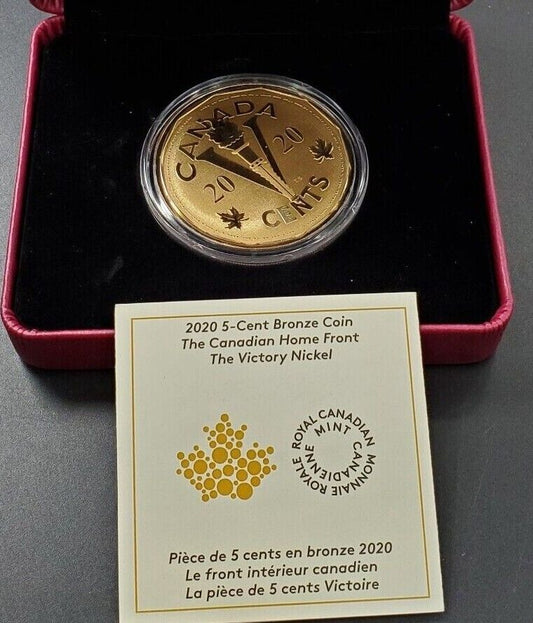 CANADA
20 20
CENTS
2020 5-Cent Bronze Coin
The Canadian Home Front
The Victory Nickel
ROYAL CANADIAN MINT
MONNAIE ROYALE CANADIENNE
Pièce de 5 cents en bronze 2020
Le front intérieur canadien
La pièce de 5 cents Victoire